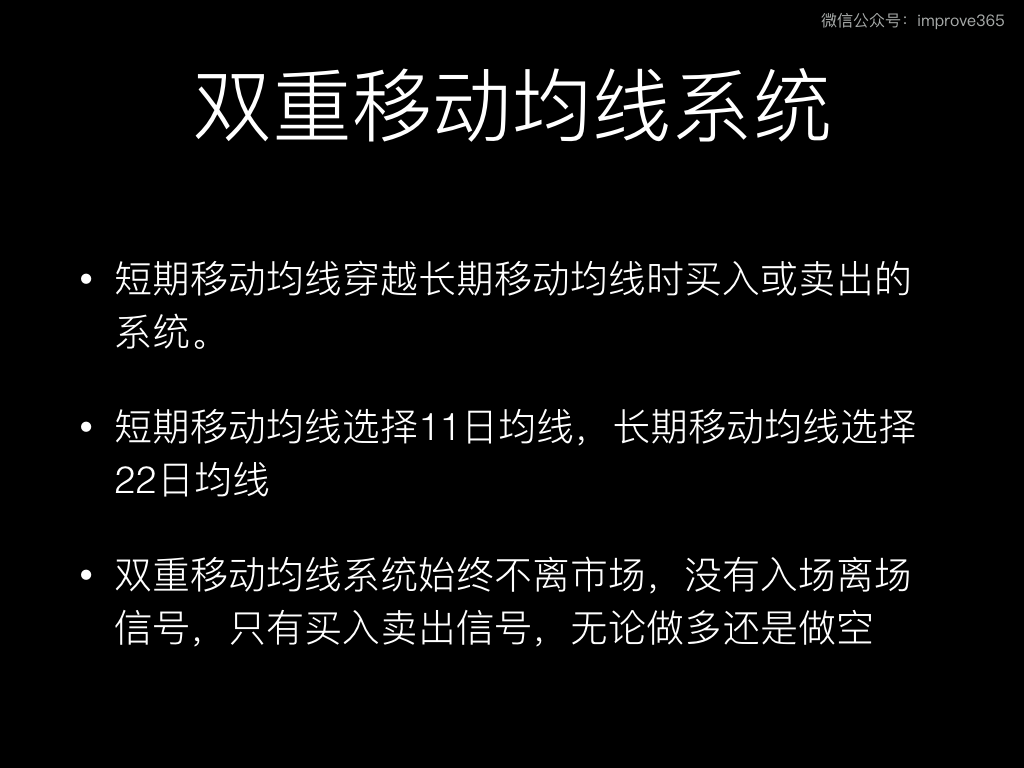 微信公众号：improve365
双重移动均线系统
• 短期移动均线穿越长期移动均线时买入或卖出的
系统。
• 短期移动均线选择11日均线，长期移动均线选择
22日均线
• 双重移动均线系统始终不离市场，没有入场离场
信号，只有买入卖出信号，无论做多还是做空